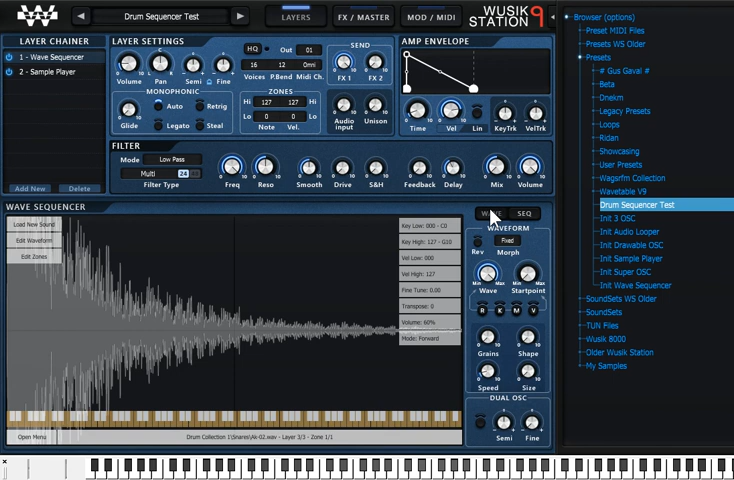 Drum Sequencer Test
LAYERS
FX / MASTER
MOD / MIDI
WUSIK
STATION 9
LAYER CHAINER
1 - Wave Sequencer
2 - Sample Player
Add New
Delete
LAYER SETTINGS
HQ
Out
01
16
12
Omni
Voices
P.Bend
Midi Ch.
Volume
Pan
Semi
Fine
MONOPHONIC
Glide
Auto
Retrig
Legato
Steal
ZONES
Hi
127
127
Hi
Lo
0
0
Lo
Note
Vel.
SEND
FX 1
FX 2
Audio
Input
Unison
AMP ENVELOPE
Time
Vel
Lin
KeyTrk
VelTrk
FILTER
Mode
Low Pass
Multi
24
Filter Type
Freq
Reso
Smooth
Drive
S&H
Feedback
Delay
Mix
Volume
WAVE SEQUENCER
Load New Sound
Edit Waveform
Edit Zones
Key Low: 000 - C0
Key High: 127 - G10
Vel Low: 000
Vel High: 127
Fine Tune: 0.00
Transpose: 0
Volume: 60%
Mode: Forward
Open Menu
Drum Collection 1\Snares\Ak-02.wav - Layer 3/3 - Zone 1/1
WAVE
SEQ
WAVEFORM
Fixed
Rev
Morph
Wave
Startpoint
R
K
M
V
Grains
Shape
Speed
Size
DUAL OSC
Semi
Fine
Browser (options)
Preset MIDI Files
Presets WS Older
Presets
# Gus Gaval #
Beta
Dnekm
Legacy Presets
Loops
Ridan
Showcasing
User Presets
Wagsrfm Collection
Wavetable V9
Drum Sequencer Test
Init 3 OSC
Init Audio Looper
Init Drawable OSC
Init Sample Player
Init Super OSC
Init Wave Sequencer
SoundSets WS Older
SoundSets
TUN Files
Wusik 8000
Older Wusik Station
My Samples